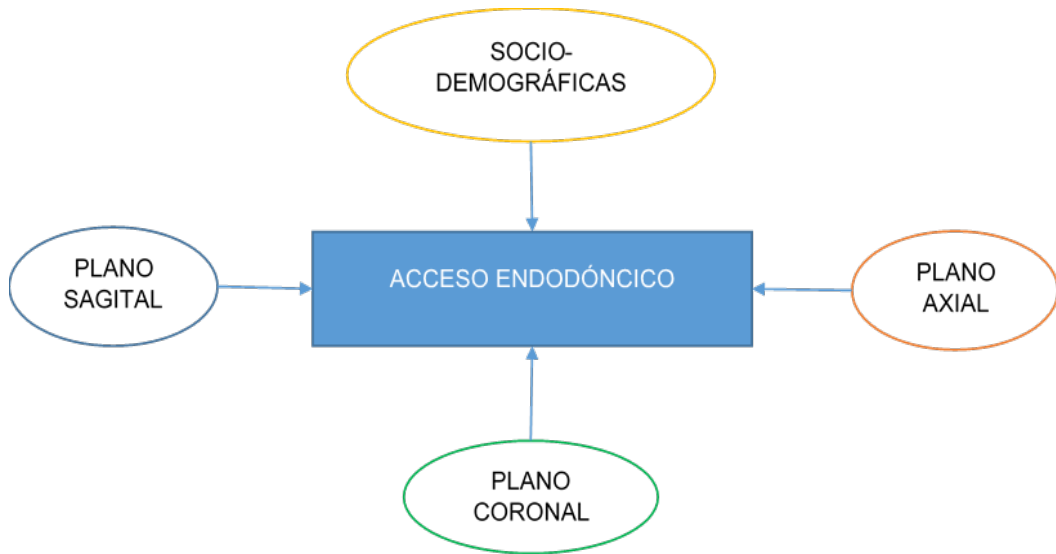 SOCIO-
DEMOGRÁFICAS
PLANO
SAGITAL
ACCESO ENDODÓNCICO
PLANO
AXIAL
PLANO
CORONAL